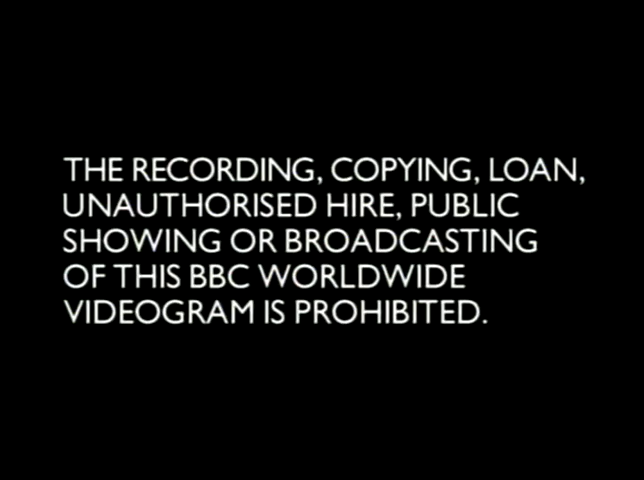 THE RECORDING, COPYING, LOAN,
UNAUTHORISED HIRE, PUBLIC
SHOWING OR BROADCASTING
OF THIS BBC WORLDWIDE
VIDEOGRAM IS PROHIBITED.